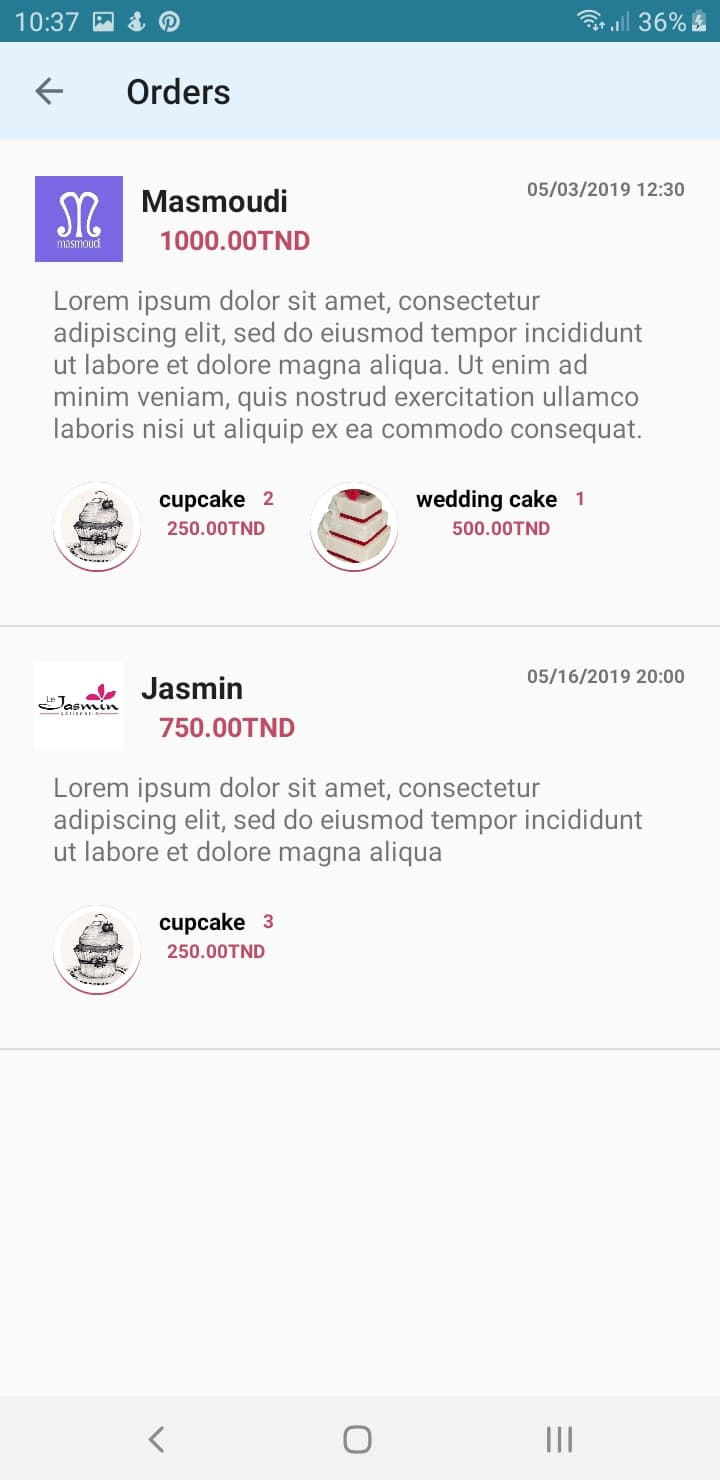 10:37 36%
Orders
Masmoudi 05/03/2019 12:30
masmoudi
1000.00TND
Lorem ipsum dolor sit amet, consectetur
adipiscing elit, sed do eiusmod tempor incididunt
ut labore et dolore magna aliqua. Ut enim ad
minim veniam, quis nostrud exercitation ullamco
laboris nisi ut aliquip ex ea commodo consequat.
cupcake 2 wedding cake 1
250.00TND 500.00TND
Jasmin 05/16/2019 20:00
Le Jasmin
750.00TND
Lorem ipsum dolor sit amet, consectetur
adipiscing elit, sed do eiusmod tempor incididunt
ut labore et dolore magna aliqua
cupcake 3
250.00TND